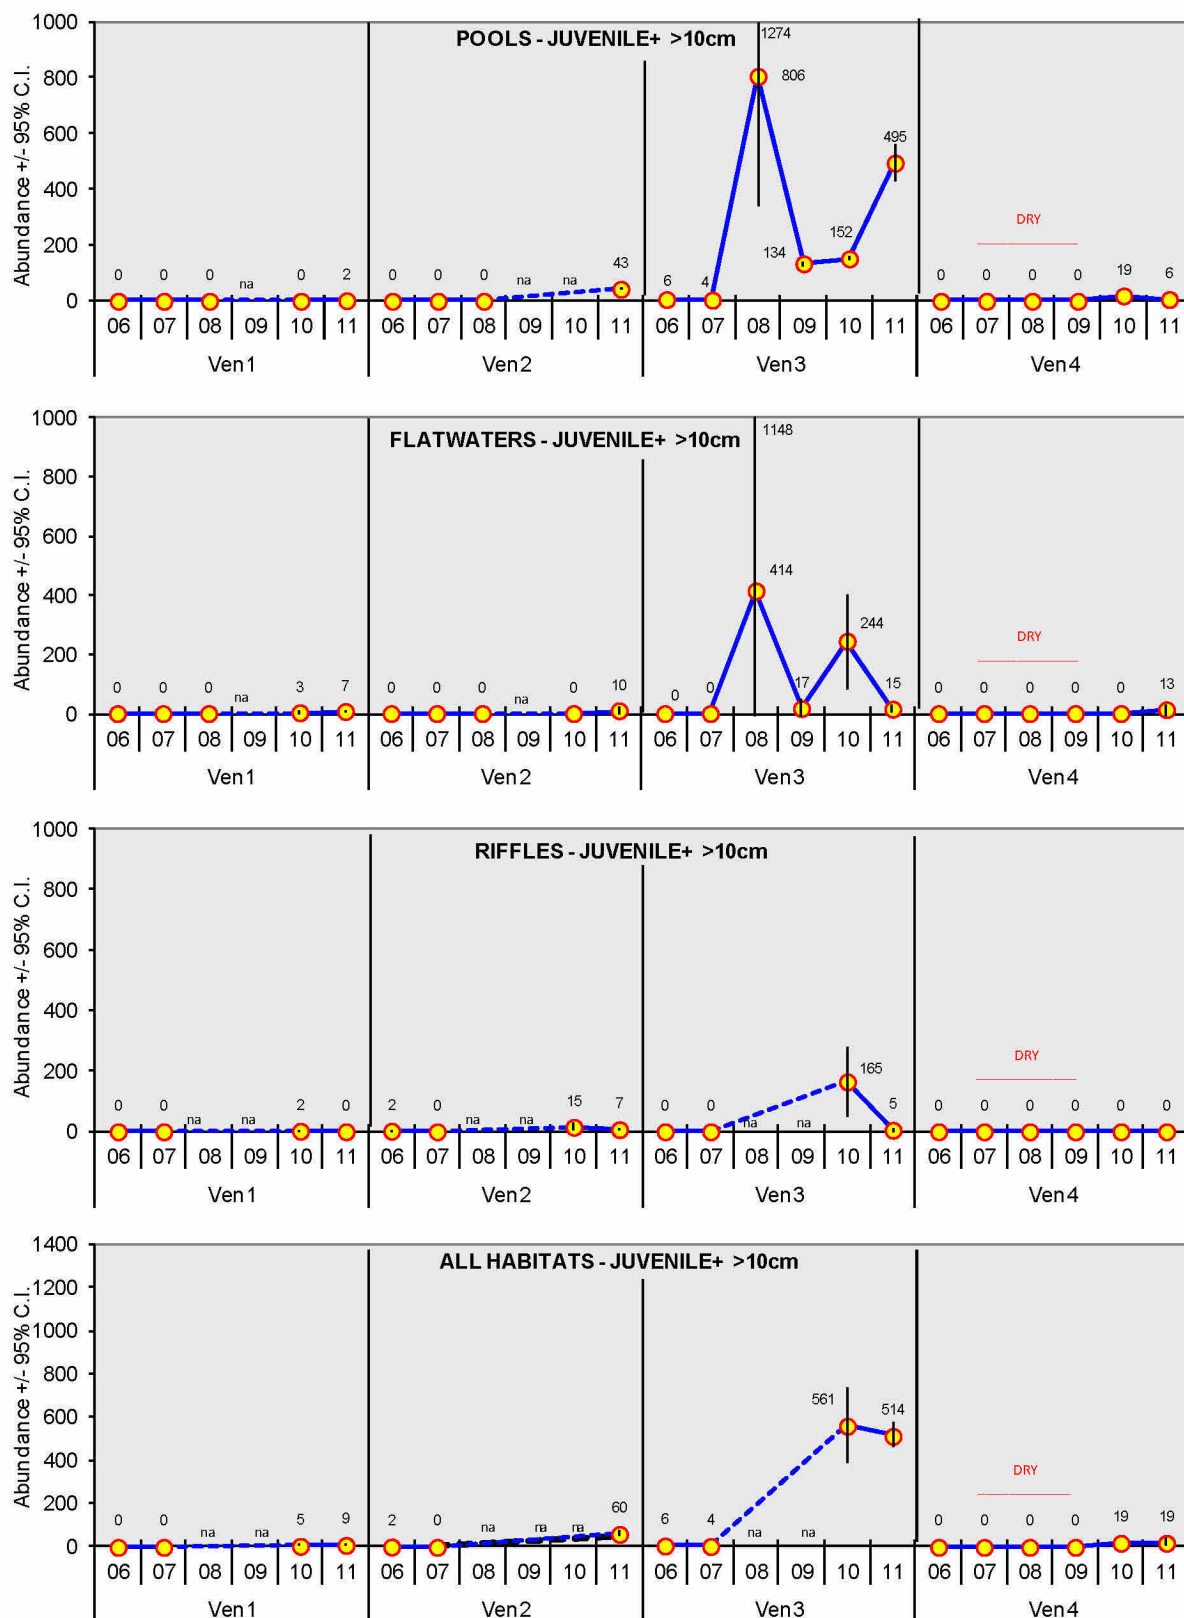 POOLS - JUVENILE+ >10cm
Abundance +/- 95% C.I.
1000
800
600
400
200
0
0 0 0 na 0 2
0 0 0 na na 43
6 4 1274 806 134 152 495
DRY
0 0 0 0 19 6
06 07 08 09 10 11 06 07 08 09 10 11 06 07 08 09 10 11 06 07 08 09 10 11
Ven1 Ven2 Ven3 Ven4
FLATWATERS - JUVENILE+ >10cm
Abundance +/- 95% C.I.
1000
800
600
400
200
0
0 0 0 na 3 7
0 0 0 na 0 10
0 0 1148 414 17 244 15
DRY
0 0 0 0 0 13
06 07 08 09 10 11 06 07 08 09 10 11 06 07 08 09 10 11 06 07 08 09 10 11
Ven1 Ven2 Ven3 Ven4
RIFFLES - JUVENILE+ >10cm
Abundance +/- 95% C.I.
1000
800
600
400
200
0
0 0 na na 2 0
2 0 na na 15 7
0 0 na na 165 5
DRY
0 0 0 0 0 0
06 07 08 09 10 11 06 07 08 09 10 11 06 07 08 09 10 11 06 07 08 09 10 11
Ven1 Ven2 Ven3 Ven4
ALL HABITATS - JUVENILE+ >10cm
Abundance +/- 95% C.I.
1400
1200
1000
800
600
400
200
0
0 0 na na 5 9
2 0 na na na 60
6 4 na na 561 514
DRY
0 0 0 0 19 19
06 07 08 09 10 11 06 07 08 09 10 11 06 07 08 09 10 11 06 07 08 09 10 11
Ven1 Ven2 Ven3 Ven4